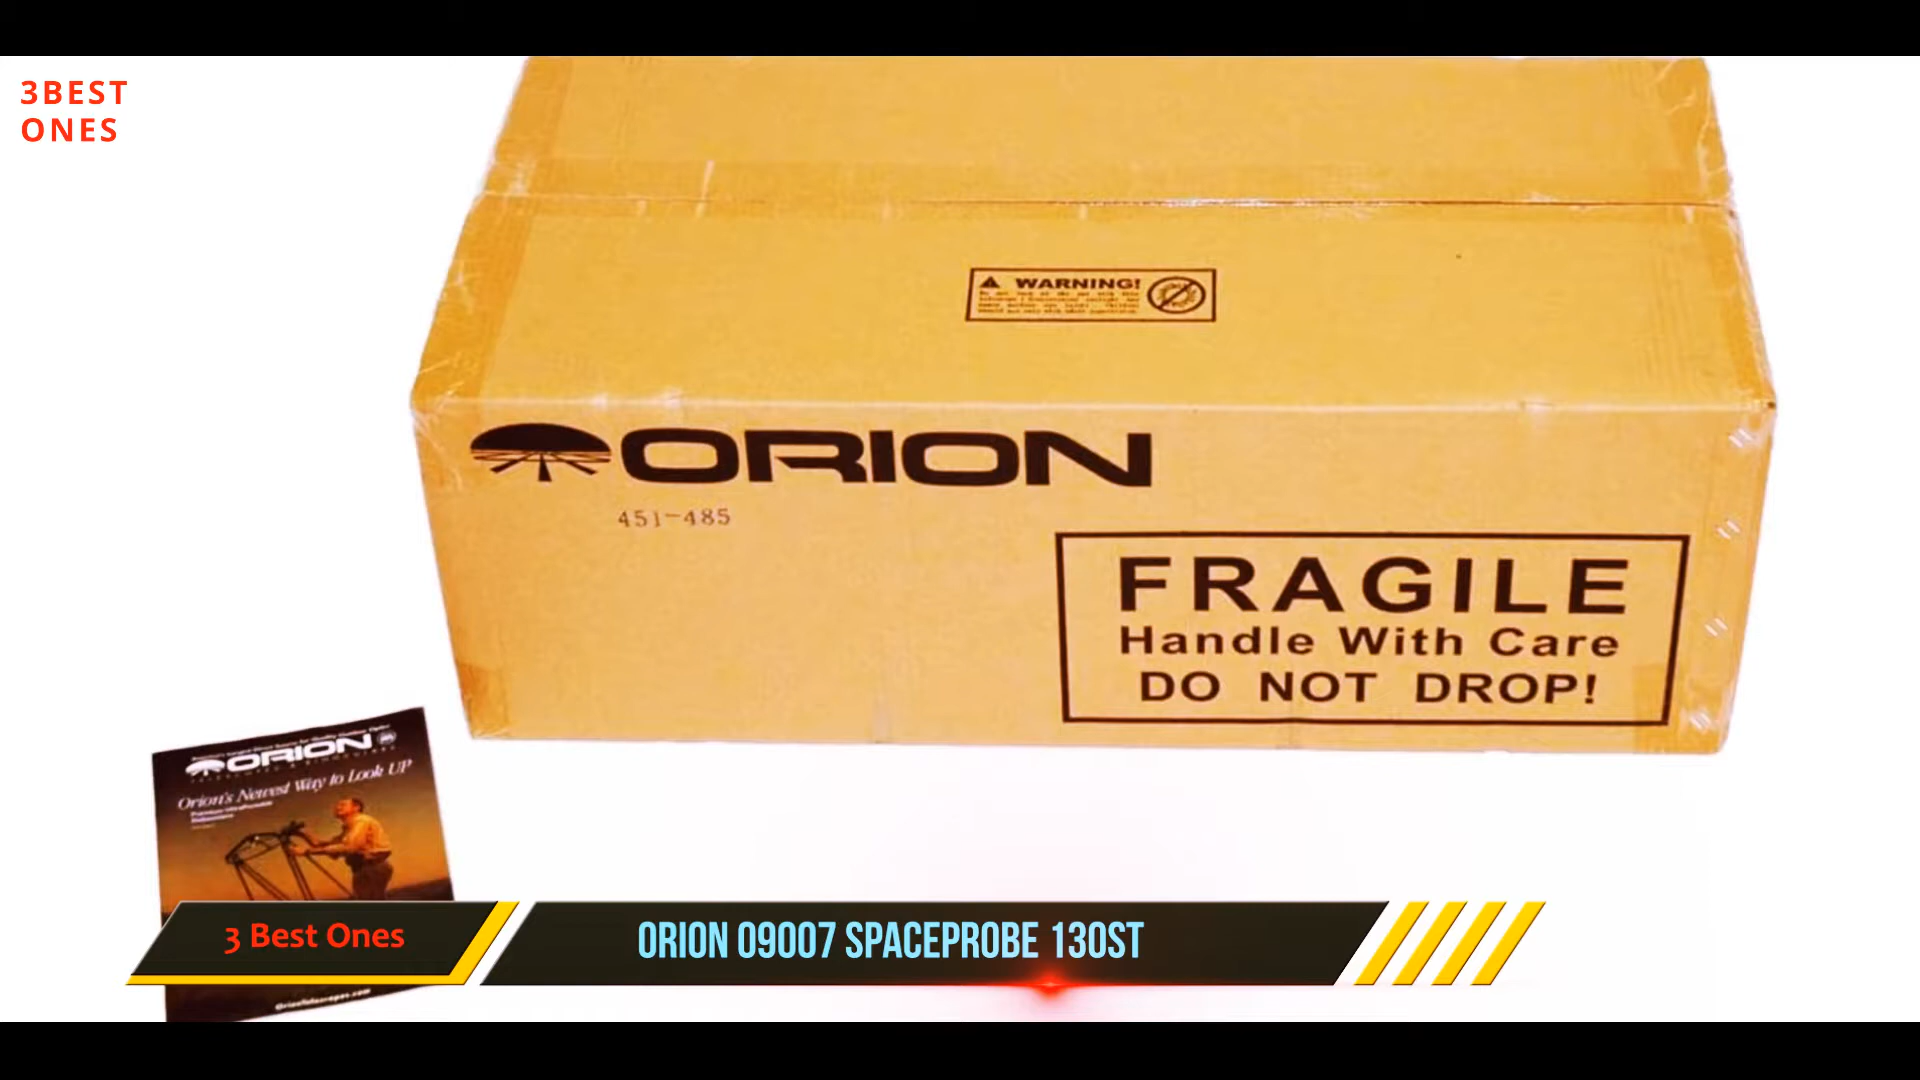 3BEST
ONES
WARNING!
ORION
451-485
FRAGILE
Handle With Care
DO NOT DROP!
ORION
Orion's Newest Way to Look UP
3 Best Ones
ORION 09007 SPACEPROBE 130ST